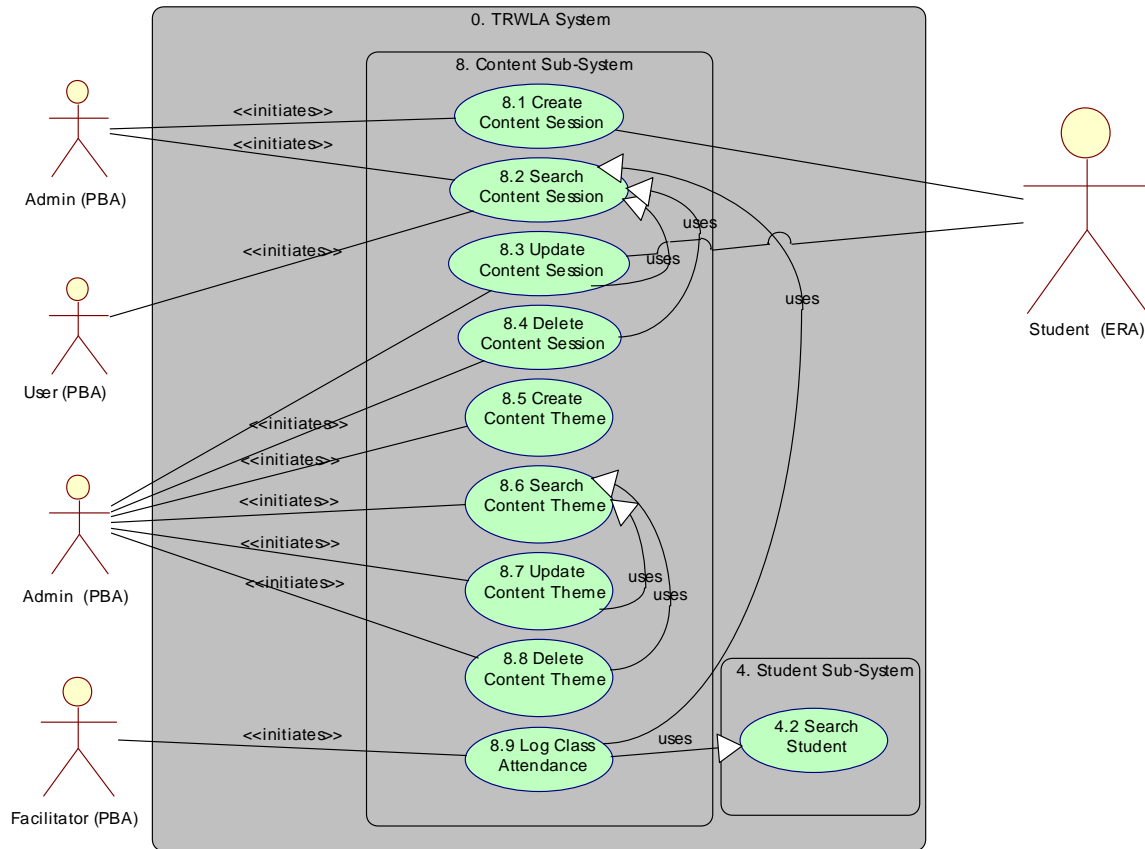 0. TRWLA System
8. Content Sub-System
8.1 Create
Content Session
<<initiates>>
<<initiates>>
Admin (PBA)
8.2 Search
Content Session
uses
<<initiates>>
8.3 Update
Content Session
uses
uses
Student (ERA)
User (PBA)
8.4 Delete
Content Session
8.5 Create
Content Theme
<<initiates>>
<<initiates>>
8.6 Search
Content Theme
<<initiates>>
<<initiates>>
8.7 Update
Content Theme
uses
uses
<<initiates>>
Admin (PBA)
8.8 Delete
Content Theme
4. Student Sub-System
4.2 Search
Student
<<initiates>>
8.9 Log Class
Attendance
uses
Facilitator (PBA)